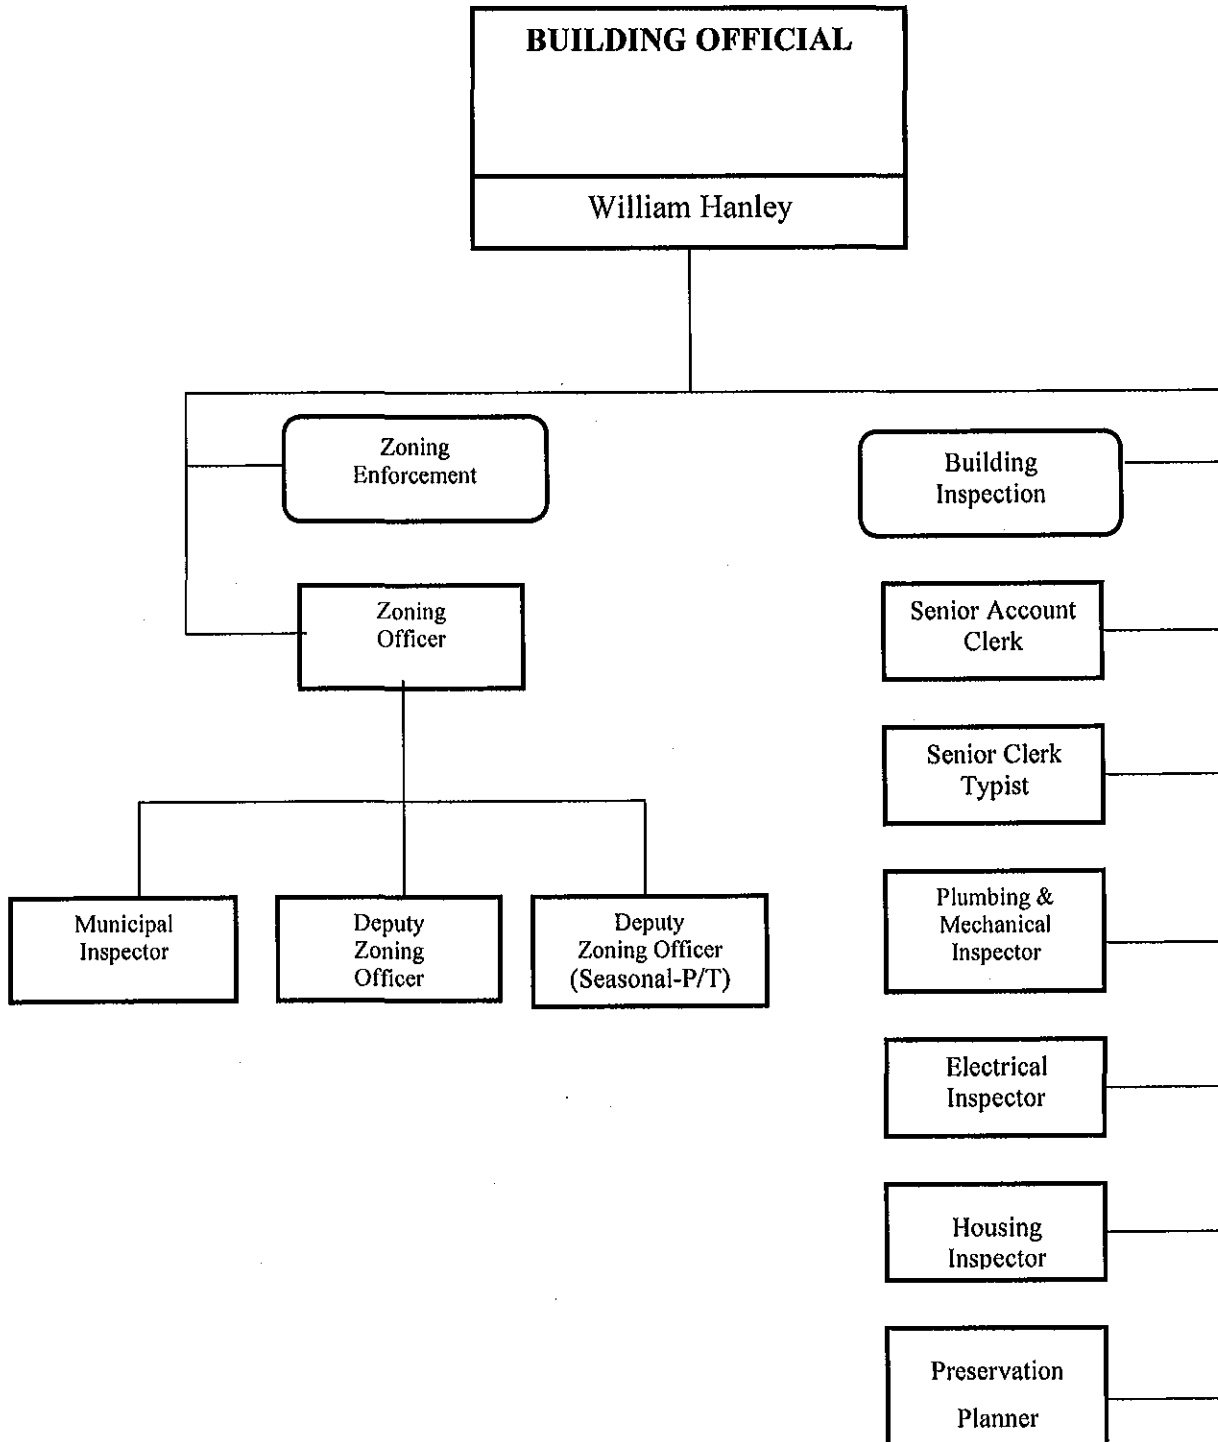 BUILDING OFFICIAL
William Hanley
Zoning
Enforcement
Building
Inspection
Zoning
Officer
Senior Account
Clerk
Senior Clerk
Typist
Municipal
Inspector
Deputy
Zoning
Officer
Deputy
Zoning Officer
(Seasonal-P/T)
Plumbing &
Mechanical
Inspector
Electrical
Inspector
Housing
Inspector
Preservation
Planner